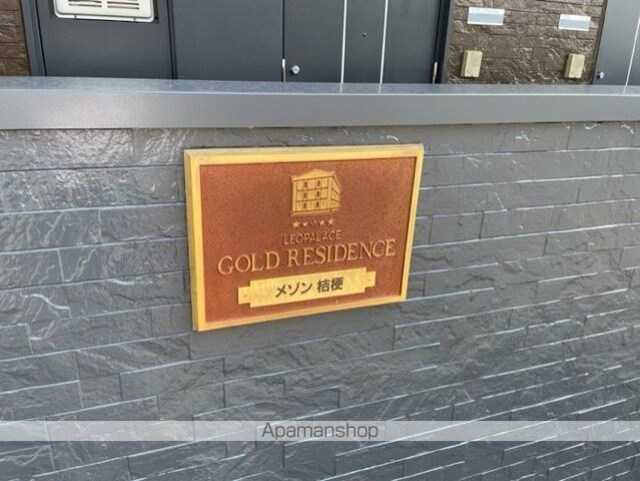 LEOPALACE
GOLD RESIDENCE
メゾン 桔梗
Apamanshop